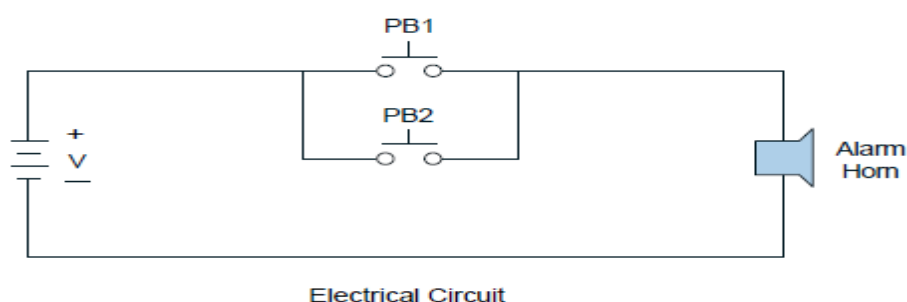 PB1
PB2
+
V
Alarm
Horn
Electrical Circuit